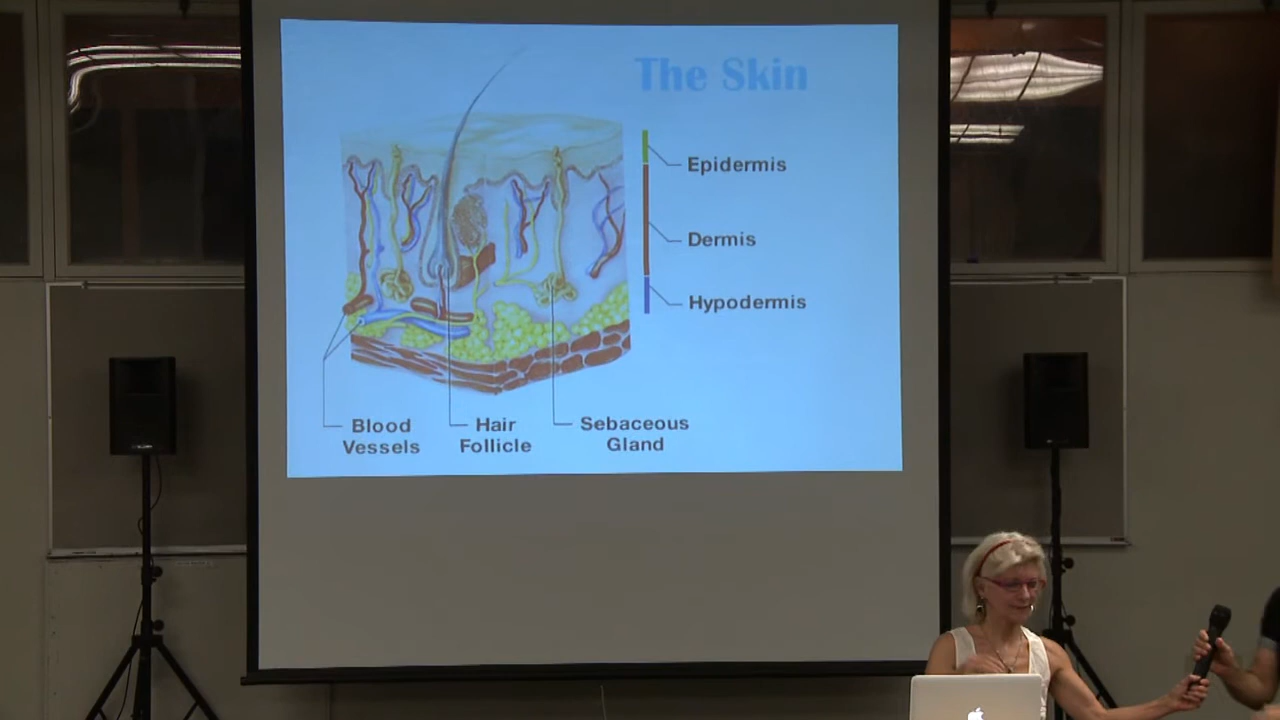 The Skin
Epidermis
Dermis
Hypodermis
Blood
Vessels
Hair
Follicle
Sebaceous
Gland